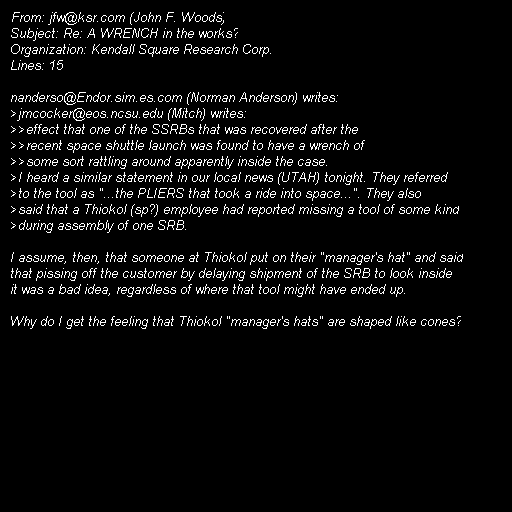 From: jfw@ksr.com (John F. Woods)
Subject: Re: A WRENCH in the works?
Organization: Kendall Square Research Corp.
Lines: 15

nanderso@Endor.sim.es.com (Norman Anderson) writes:
>jmcocker@eos.ncsu.edu (Mitch) writes:
>>effect that one of the SSRBs that was recovered after the
>>recent space shuttle launch was found to have a wrench of
>>some sort rattling around apparently inside the case.
>I heard a similar statement in our local news (UTAH) tonight. They referred
>to the tool as "...the PLIERS that took a ride into space...". They also
>said that a Thiokol (sp?) employee had reported missing a tool of some kind
>during assembly of one SRB.

I assume, then, that someone at Thiokol put on their "manager's hat" and said
that pissing off the customer by delaying shipment of the SRB to look inside
it was a bad idea, regardless of where that tool might have ended up.

Why do I get the feeling that Thiokol "manager's hats" are shaped like cones?